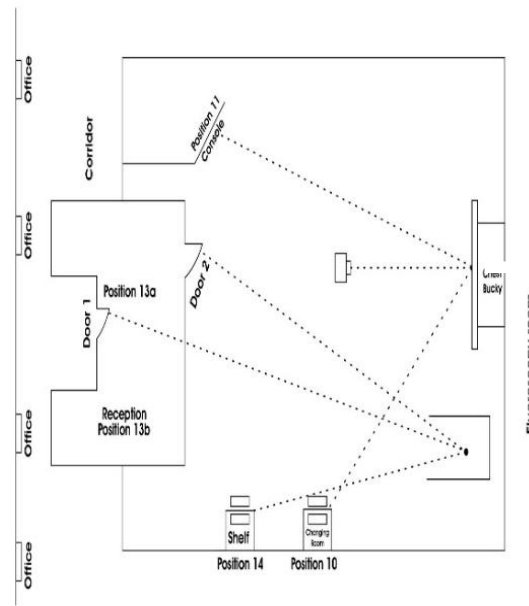 Office
Office
Office
Office
Corridor
Position 11
Console
Position 13a
Door 1
Door 2
Reception
Position 13b
Chest
Bucky
Shelf
Changing
Room
Position 14
Position 10